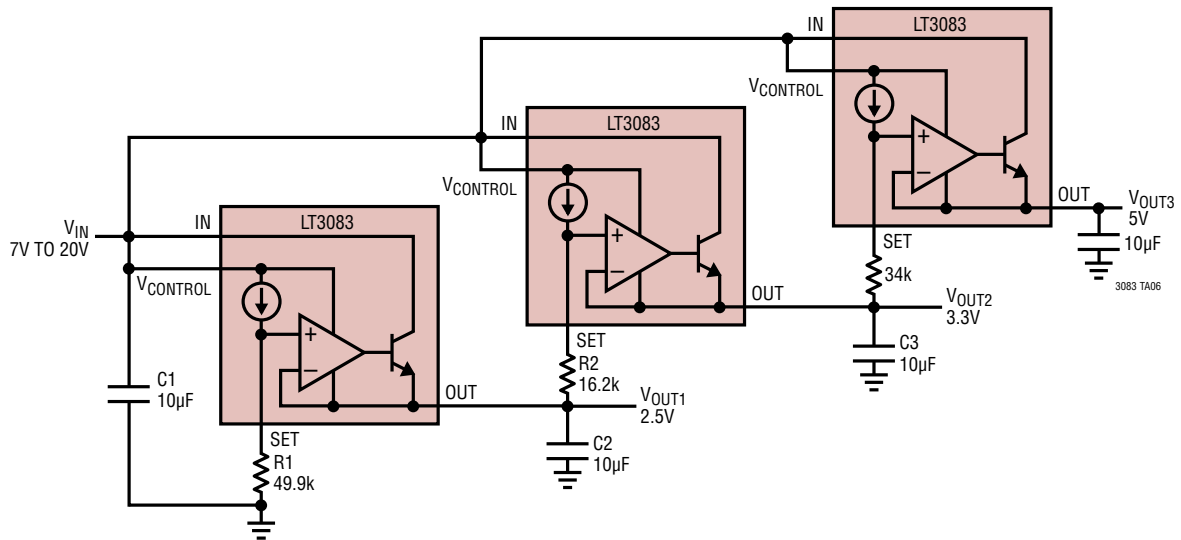 IN
LT3083
VCONTROL
+
−
OUT
VOUT3
5V
10µF
SET
34k
3083 TA06
IN
LT3083
VCONTROL
+
−
OUT
VOUT2
3.3V
SET
R2
16.2k
C3
10µF
VIN
7V TO 20V
IN
LT3083
VCONTROL
+
−
OUT
VOUT1
2.5V
C1
10µF
SET
R1
49.9k
C2
10µF